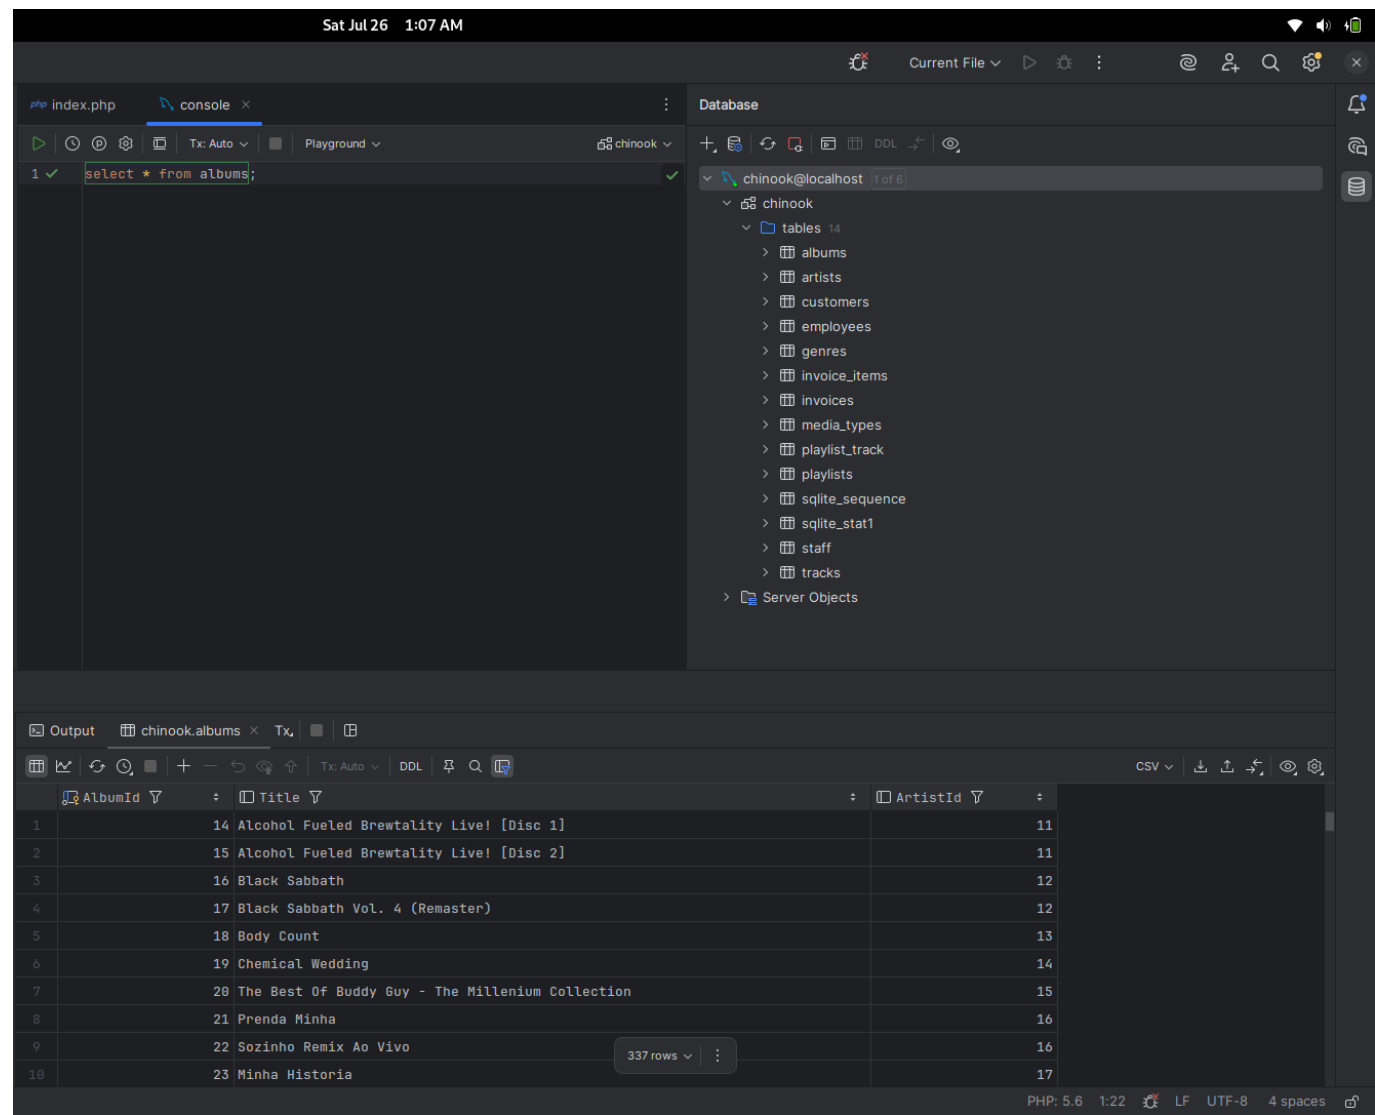 Sat Jul 26 1:07 AM
Current File
php index.php console
Database
Tx: Auto Playground chinook
DDL
1 select * from albums;
chinook@localhost 1 of 6
chinook
tables 14
albums
artists
customers
employees
genres
invoice_items
invoices
media_types
playlist_track
playlists
sqlite_sequence
sqlite_stat1
staff
tracks
Server Objects
Output chinook.albums Tx
Tx: Auto DDL CSV
AlbumId Title ArtistId
1 14 Alcohol Fueled Brewtality Live! [Disc 1] 11
2 15 Alcohol Fueled Brewtality Live! [Disc 2] 11
3 16 Black Sabbath 12
4 17 Black Sabbath Vol. 4 (Remaster) 12
5 18 Body Count 13
6 19 Chemical Wedding 14
7 20 The Best Of Buddy Guy - The Millenium Collection 15
8 21 Prenda Minha 16
9 22 Sozinho Remix Ao Vivo 16
337 rows
10 23 Minha Historia 17
PHP: 5.6 1:22 LF UTF-8 4 spaces